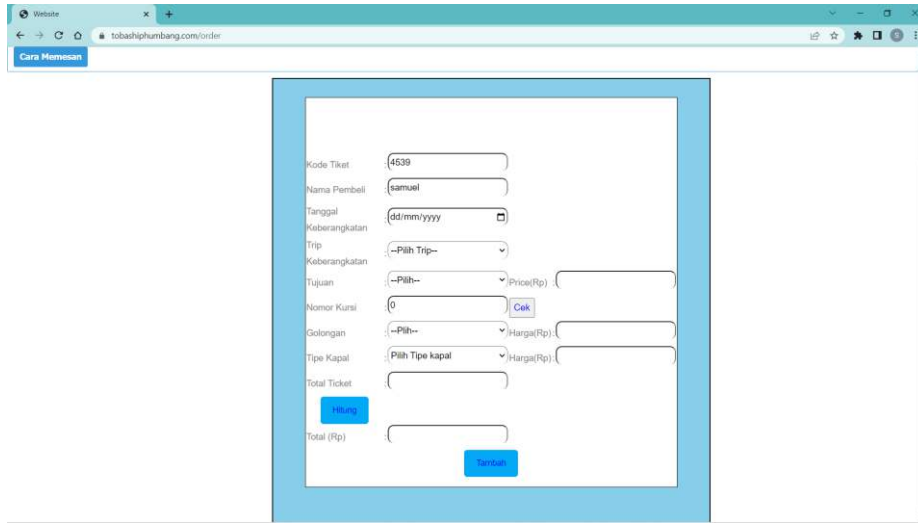 Website
tobashiphumbang.com/order
S
Cara Memesan
Kode Tiket : 4539
Nama Pembeli : samuel
Tanggal Keberangkatan : dd/mm/yyyy
Trip Keberangkatan : --Pilih Trip--
Tujuan : --Pilih-- Price(Rp) :
Nomor Kursi : 0 Cek
Golongan : --Plih-- Harga(Rp):
Tipe Kapal : Pilih Tipe kapal Harga(Rp):
Total Ticket :
Hitung
Total (Rp) :
Tambah